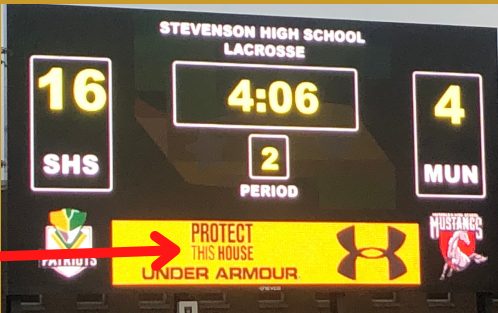 STEVENSON HIGH SCHOOL
LACROSSE
16
SHS
4:06
2
PERIOD
4
MUN
PATRIOTS
PROTECT
THIS HOUSE
UNDER ARMOUR
MUSTANGS